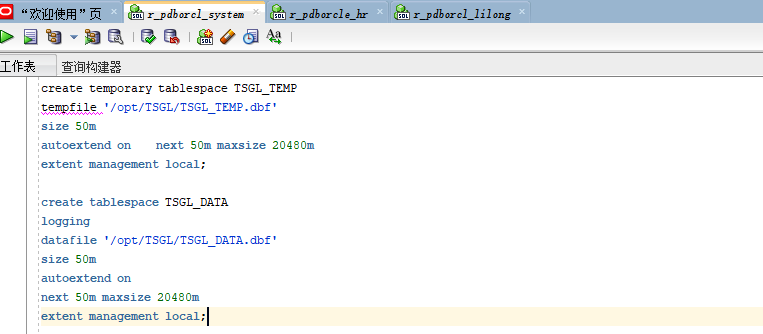 “欢迎使用”页 r_pdborcl_system r_pdborcle_hr r_pdborcl_lilong
工作表 查询构建器
create temporary tablespace TSGL_TEMP
tempfile '/opt/TSGL/TSGL_TEMP.dbf'
size 50m
autoextend on next 50m maxsize 20480m
extent management local;
create tablespace TSGL_DATA
logging
datafile '/opt/TSGL/TSGL_DATA.dbf'
size 50m
autoextend on
next 50m maxsize 20480m
extent management local;